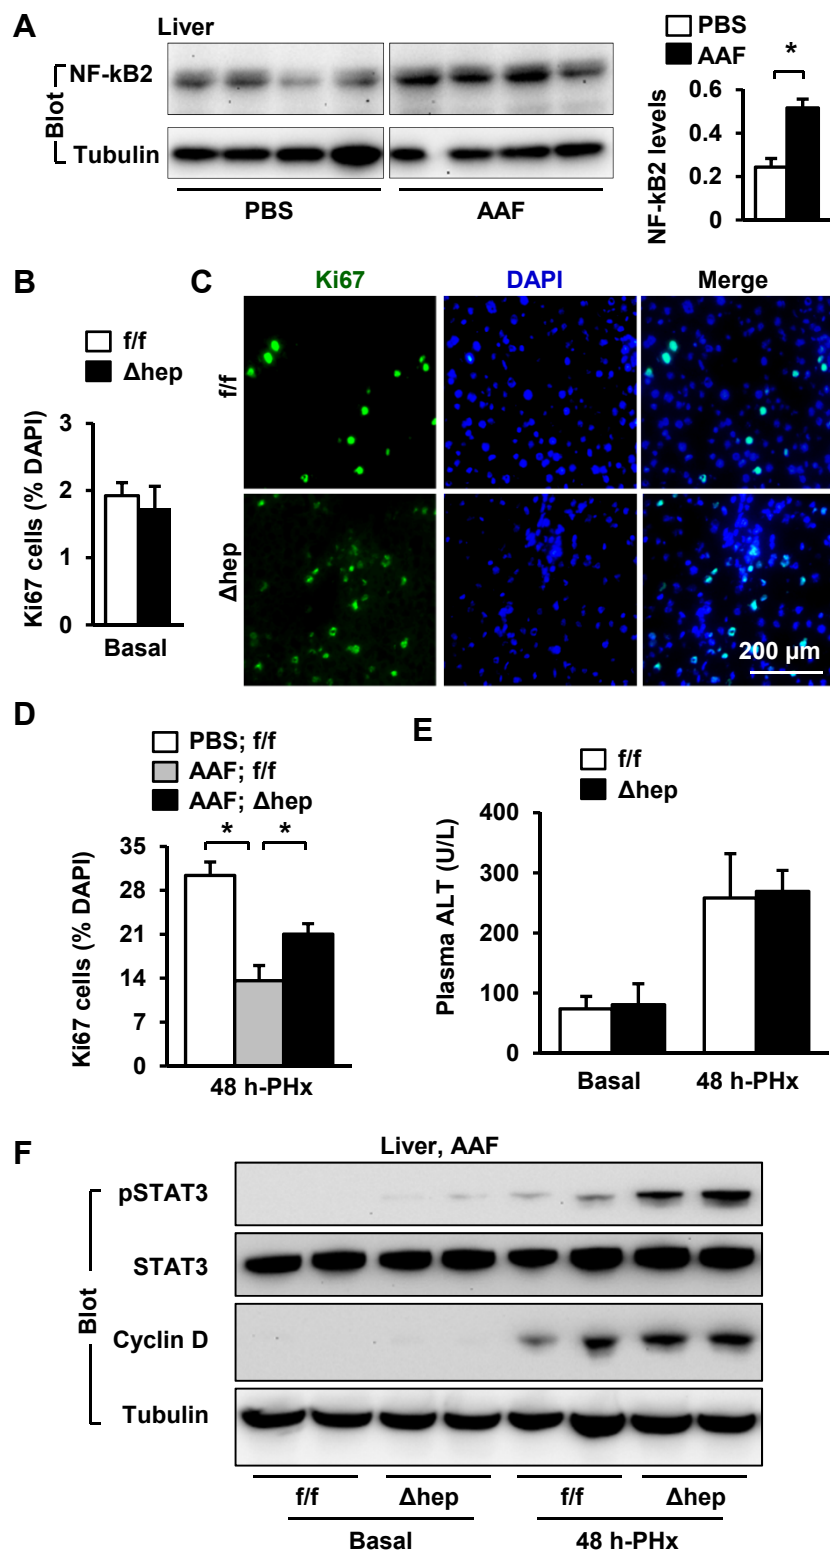 A
Liver
NF-kB2
Tubulin
Blot
PBS
AAF
PBS
AAF
*
NF-kB2 levels
0.6
0.4
0.2
0
B
f/f
Δhep
Ki67 cells (% DAPI)
3
2
1
0
Basal
C
Ki67
DAPI
Merge
f/f
Δhep
200 µm
D
PBS; f/f
AAF; f/f
AAF; Δhep
* *
Ki67 cells (% DAPI)
35
28
21
14
7
0
48 h-PHx
E
f/f
Δhep
Plasma ALT (U/L)
400
300
200
100
0
Basal
48 h-PHx
F
Liver, AAF
pSTAT3
STAT3
Cyclin D
Tubulin
Blot
f/f
Δhep
f/f
Δhep
Basal
48 h-PHx